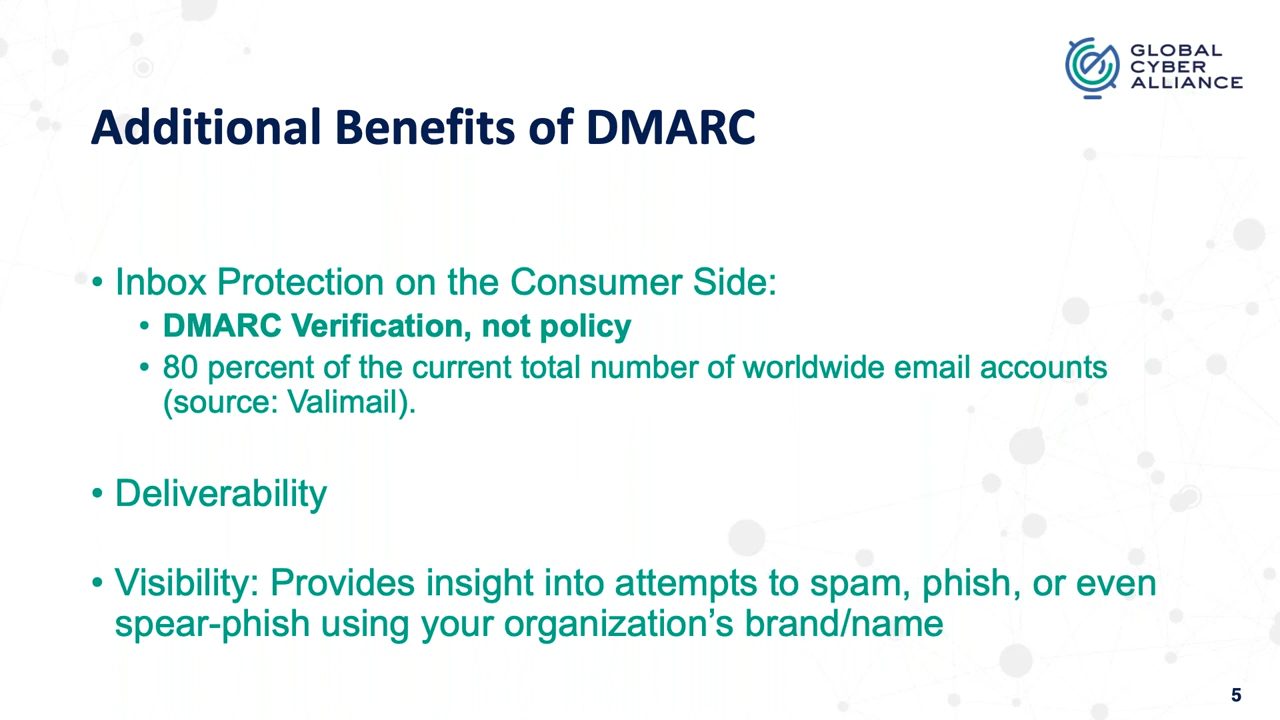 GLOBAL
CYBER
ALLIANCE
Additional Benefits of DMARC
• Inbox Protection on the Consumer Side:
• DMARC Verification, not policy
• 80 percent of the current total number of worldwide email accounts
(source: Valimail).
• Deliverability
• Visibility: Provides insight into attempts to spam, phish, or even
spear-phish using your organization’s brand/name
5